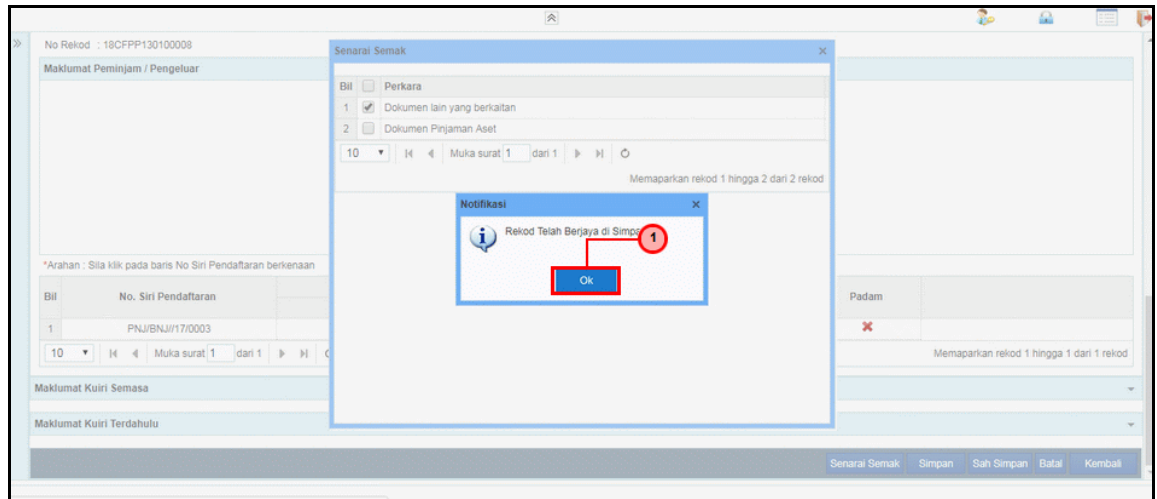 No Rekod : 18CFPP130100008
Maklumat Peminjam / Pengeluar
Senarai Semak
Bil Perkara
1 Dokumen lain yang berkaitan
2 Dokumen Pinjaman Aset
10 Muka surat 1 dari 1
Memaparkan rekod 1 hingga 2 dari 2 rekod
Notifikasi
Rekod Telah Berjaya di
1
Ok
*Arahan : Sila klik pada baris No Siri Pendaftaran berkenaan
Bil No. Siri Pendaftaran Padam
1 PNJ/BNJ//17/0003
10 Muka surat 1 dari 1 Memaparkan rekod 1 hingga 1 dari 1 rekod
Maklumat Kuiri Semasa
Maklumat Kuiri Terdahulu
Senarai Semak Simpan Sah Simpan Batal Kembali